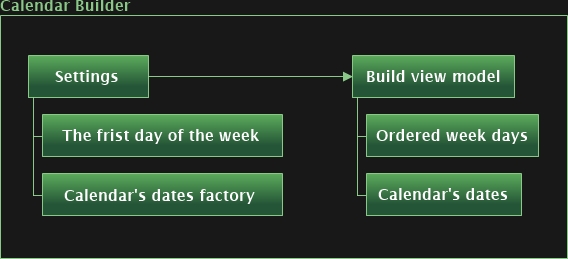 Calendar Builder
Settings
Build view model
The frist day of the week
Ordered week days
Calendar's dates factory
Calendar's dates